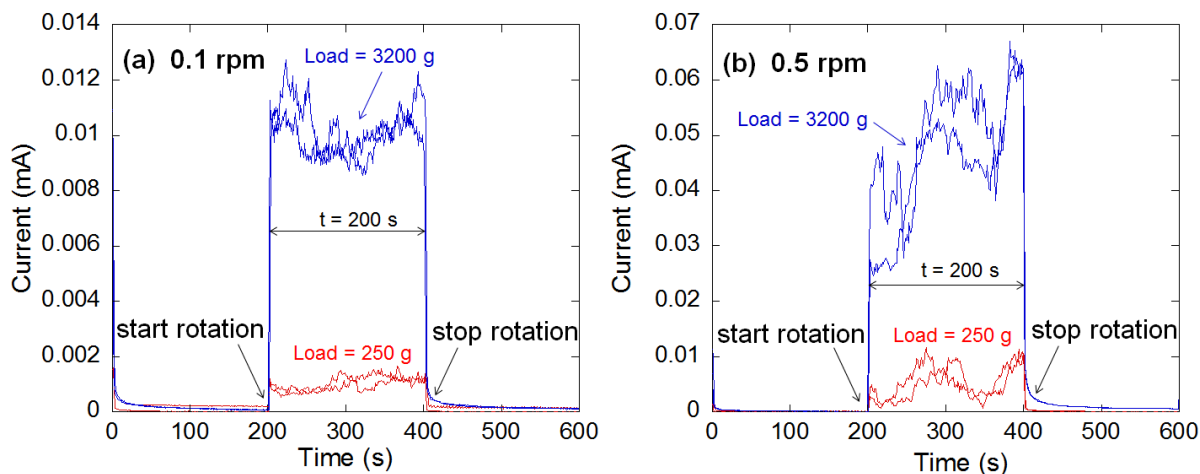 (a) 0.1 rpm
Load = 3200 g
t = 200 s
start rotation
Load = 250 g
stop rotation
Current (mA)
0.014
0.012
0.01
0.008
0.006
0.004
0.002
0
0 100 200 300 400 500 600
Time (s)
(b) 0.5 rpm
Load = 3200 g
t = 200 s
start rotation
Load = 250 g
stop rotation
Current (mA)
0.07
0.06
0.05
0.04
0.03
0.02
0.01
0
0 100 200 300 400 500 600
Time (s)